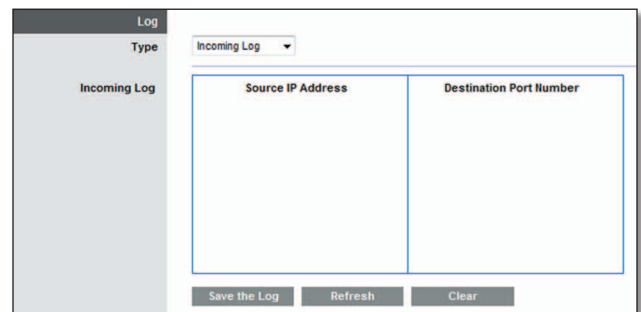 Log
Type Incoming Log
Incoming Log Source IP Address Destination Port Number
Save the Log Refresh Clear